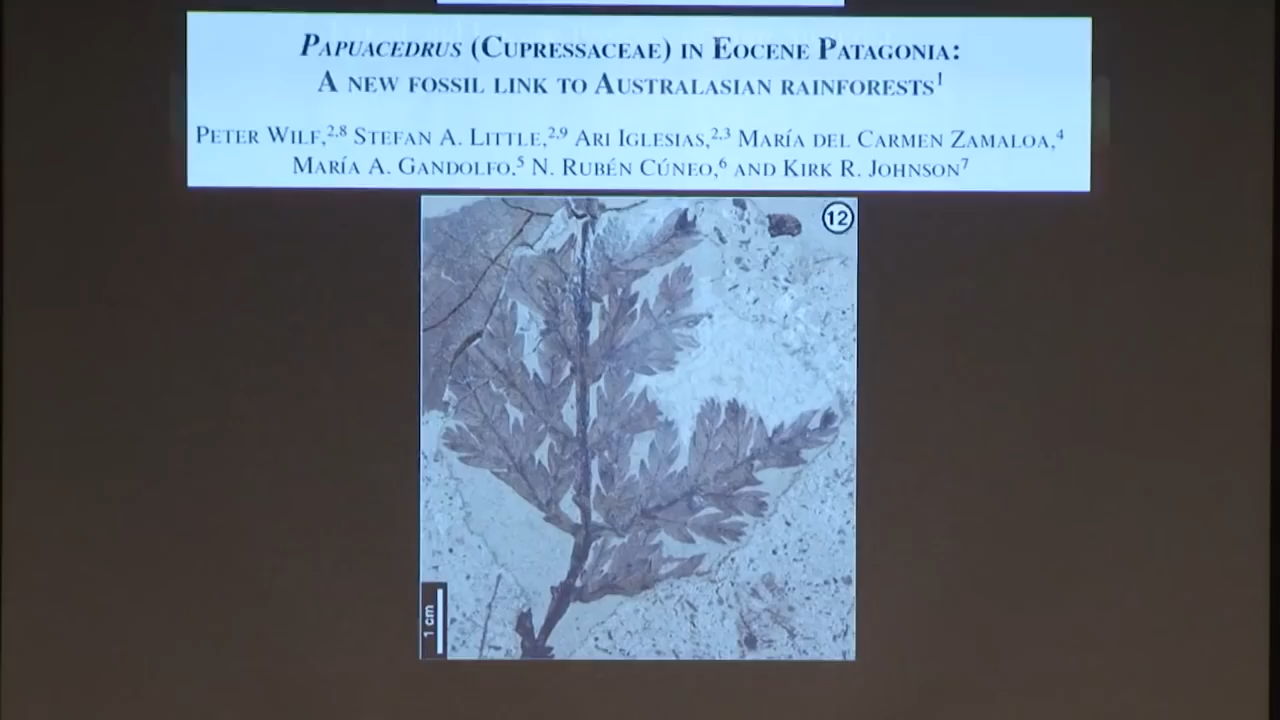 PAPUACEDRUS (CUPRESSACEAE) IN EOCENE PATAGONIA:
A NEW FOSSIL LINK TO AUSTRALASIAN RAINFORESTS¹
PETER WILF,²,⁸ STEFAN A. LITTLE,²,⁹ ARI IGLESIAS,²,³ MARÍA DEL CARMEN ZAMALOA,⁴
MARÍA A. GANDOLFO,⁵ N. RUBÉN CÚNEO,⁶ AND KIRK R. JOHNSON⁷
12
1 cm